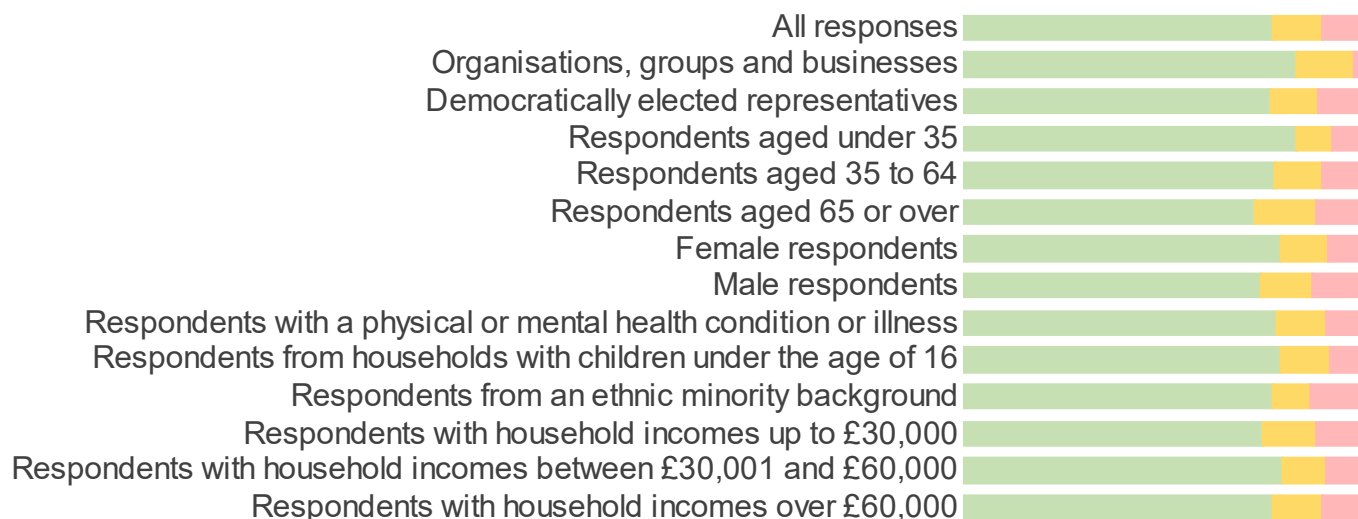 All responses
Organisations, groups and businesses
Democratically elected representatives
Respondents aged under 35
Respondents aged 35 to 64
Respondents aged 65 or over
Female respondents
Male respondents
Respondents with a physical or mental health condition or illness
Respondents from households with children under the age of 16
Respondents from an ethnic minority background
Respondents with household incomes up to £30,000
Respondents with household incomes between £30,001 and £60,000
Respondents with household incomes over £60,000